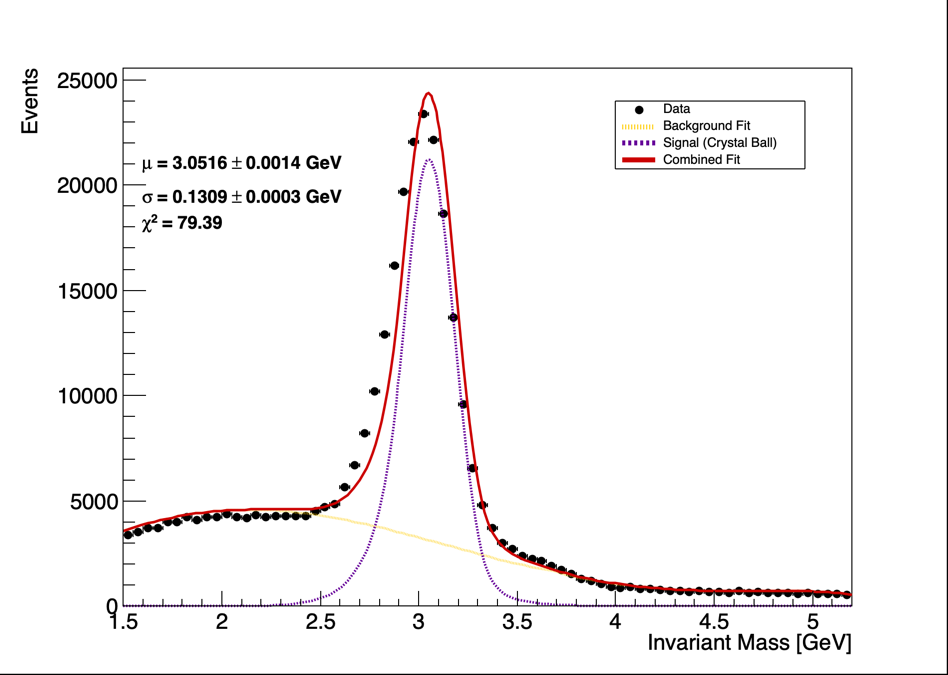 Events
25000
20000
15000
10000
5000
0
μ = 3.0516 ± 0.0014 GeV
σ = 0.1309 ± 0.0003 GeV
χ² = 79.39
Data
Background Fit
Signal (Crystal Ball)
Combined Fit
1.5 2 2.5 3 3.5 4 4.5 5
Invariant Mass [GeV]